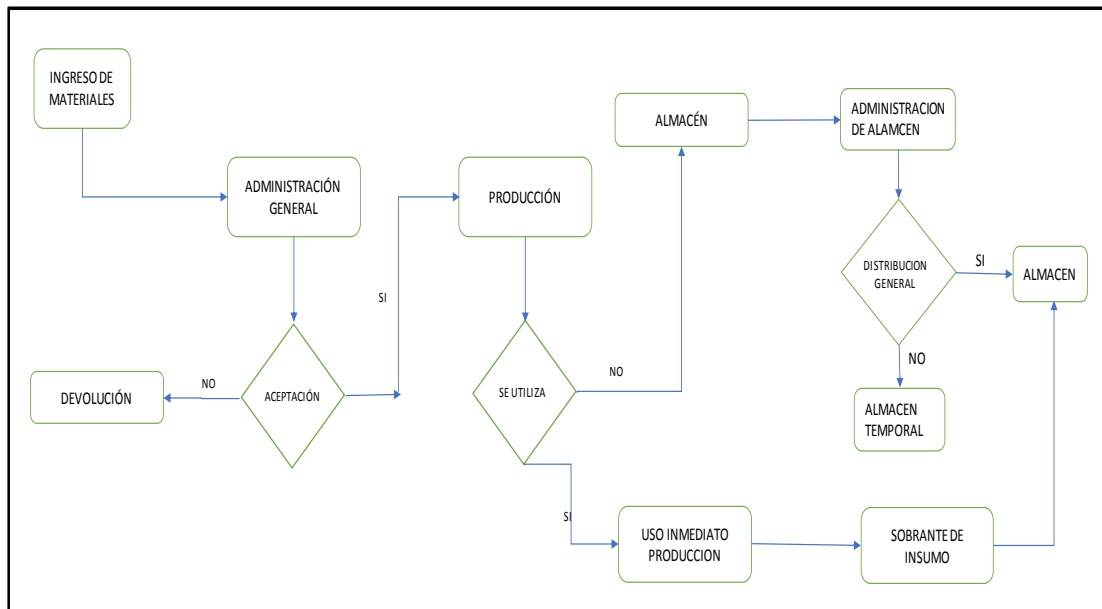 INGRESO DE
MATERIALES
ADMINISTRACIÓN
GENERAL
ACEPTACIÓN
NO
DEVOLUCIÓN
SI
PRODUCCIÓN
SE UTILIZA
NO
ALMACÉN
ADMINISTRACION
DE ALAMCEN
DISTRIBUCION
GENERAL
SI
ALMACEN
NO
ALMACEN
TEMPORAL
SI
USO INMEDIATO
PRODUCCION
SOBRANTE DE
INSUMO